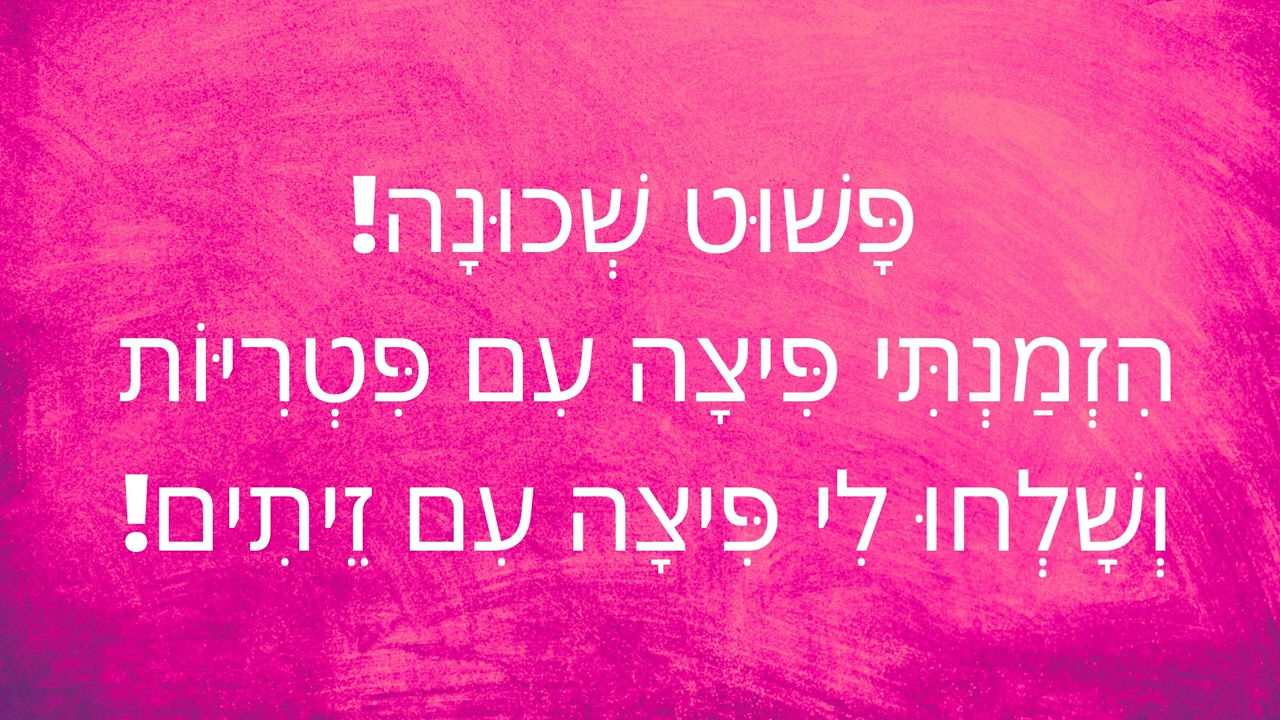 פָּשׁוּט שְׁכוּנָה!
הִזְמַנְתִּי פִּיצָה עִם פִּטְרִיּוֹת
וְשָׁלְחוּ לִי פִּיצָה עִם זֵיתִים!